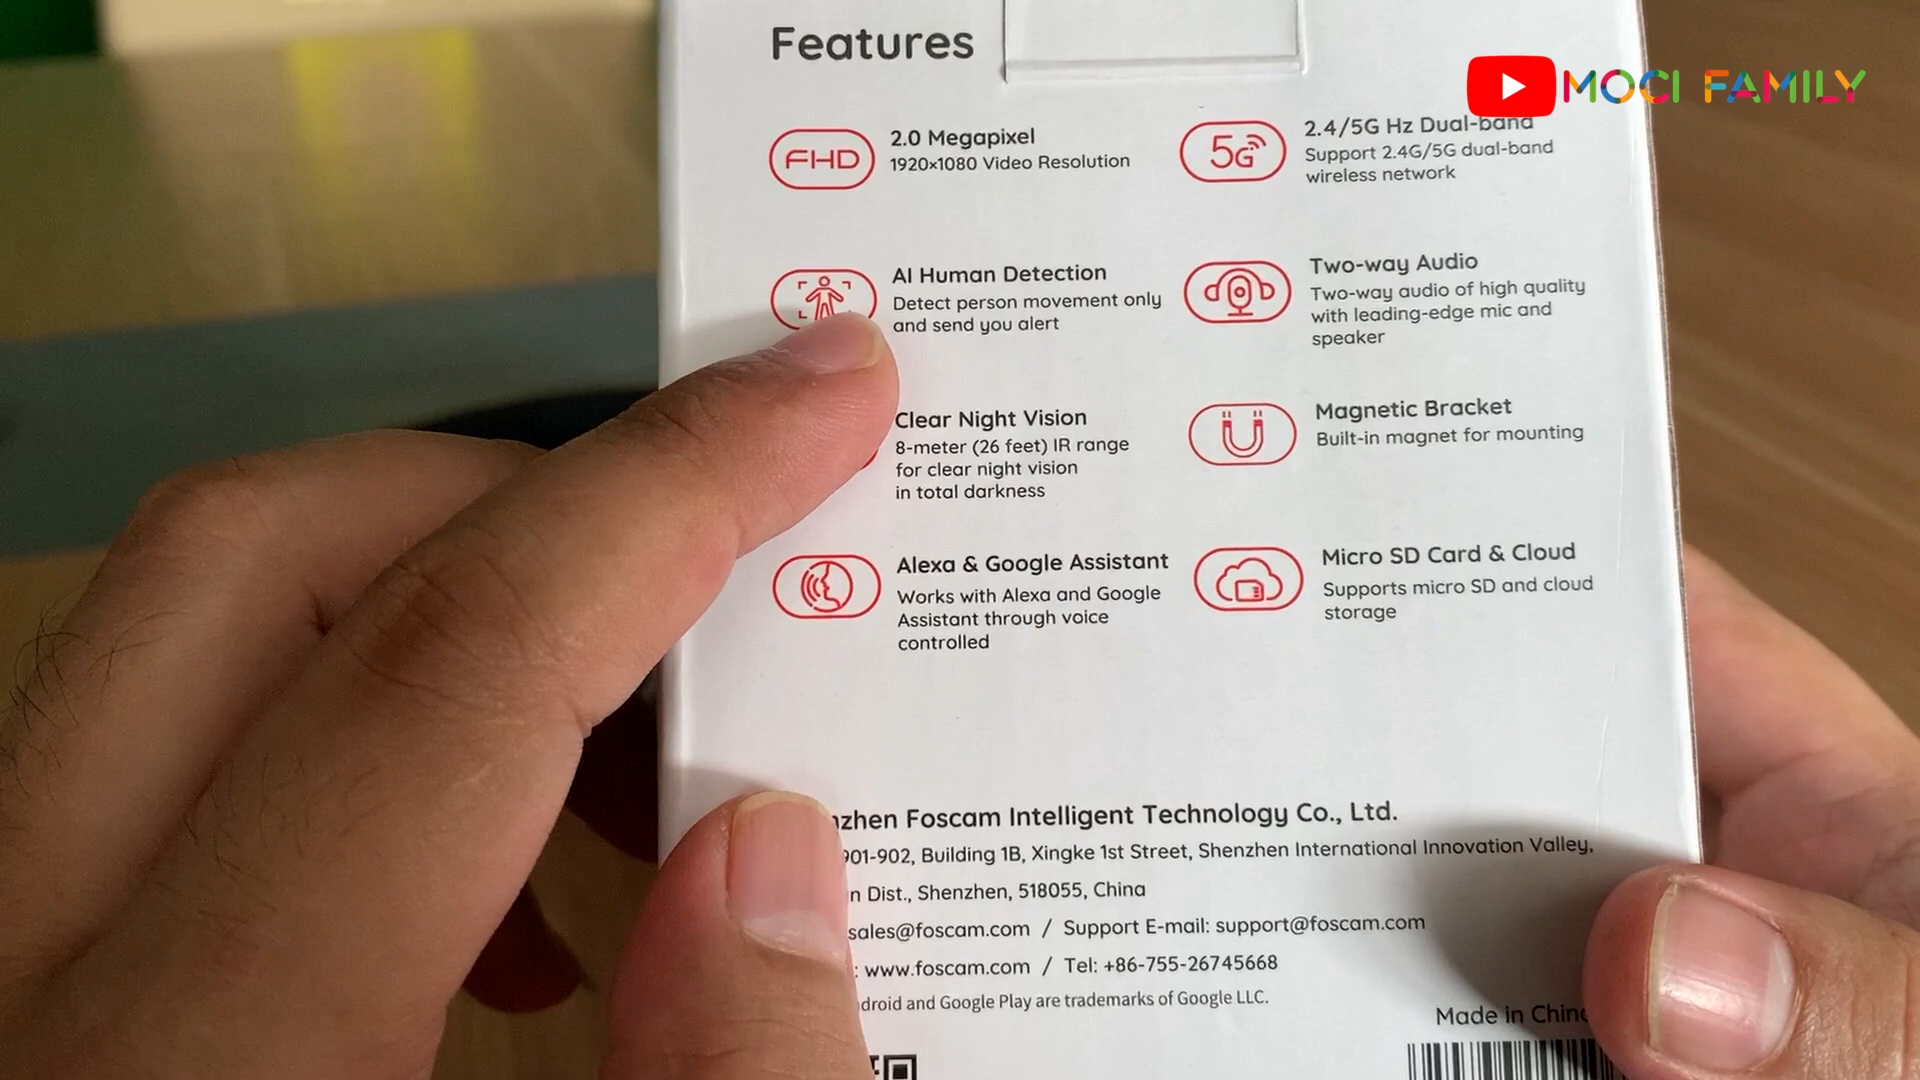 Features
MOCI FAMILY
FHD
2.0 Megapixel
1920×1080 Video Resolution
5G
2.4/5G Hz Dual-band
Support 2.4G/5G dual-band
wireless network
AI Human Detection
Detect person movement only
and send you alert
Two-way Audio
Two-way audio of high quality
with leading-edge mic and
speaker
Clear Night Vision
8-meter (26 feet) IR range
for clear night vision
in total darkness
Magnetic Bracket
Built-in magnet for mounting
Alexa & Google Assistant
Works with Alexa and Google
Assistant through voice
controlled
Micro SD Card & Cloud
Supports micro SD and cloud
storage
Foscam Intelligent Technology Co., Ltd.
901-902, Building 1B, Xingke 1st Street, Shenzhen International Innovation Valley,
Dist., Shenzhen, 518055, China
sales@foscam.com / Support E-mail: support@foscam.com
: www.foscam.com / Tel: +86-755-26745668
and Google Play are trademarks of Google LLC.
Made in